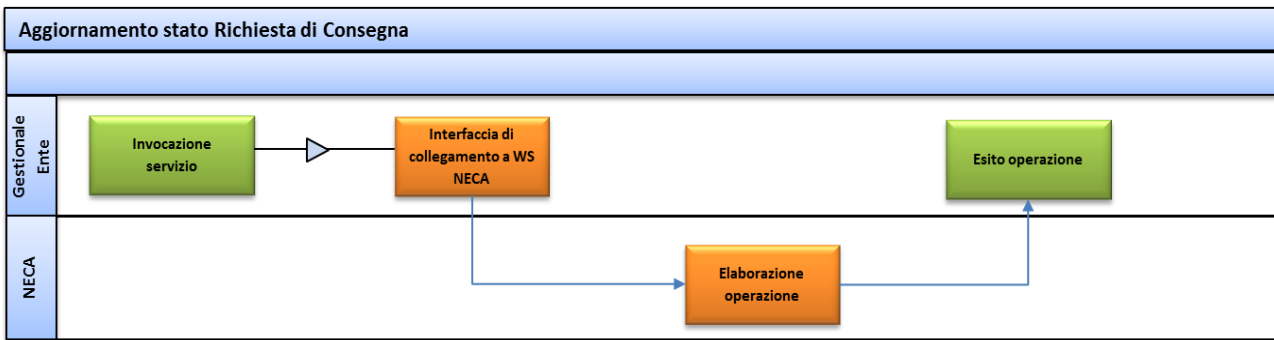 Aggiornamento stato Richiesta di Consegna
Gestionale
Ente
Invocazione
servizio
Interfaccia di
collegamento a WS
NECA
Esito operazione
NECA
Elaborazione
operazione